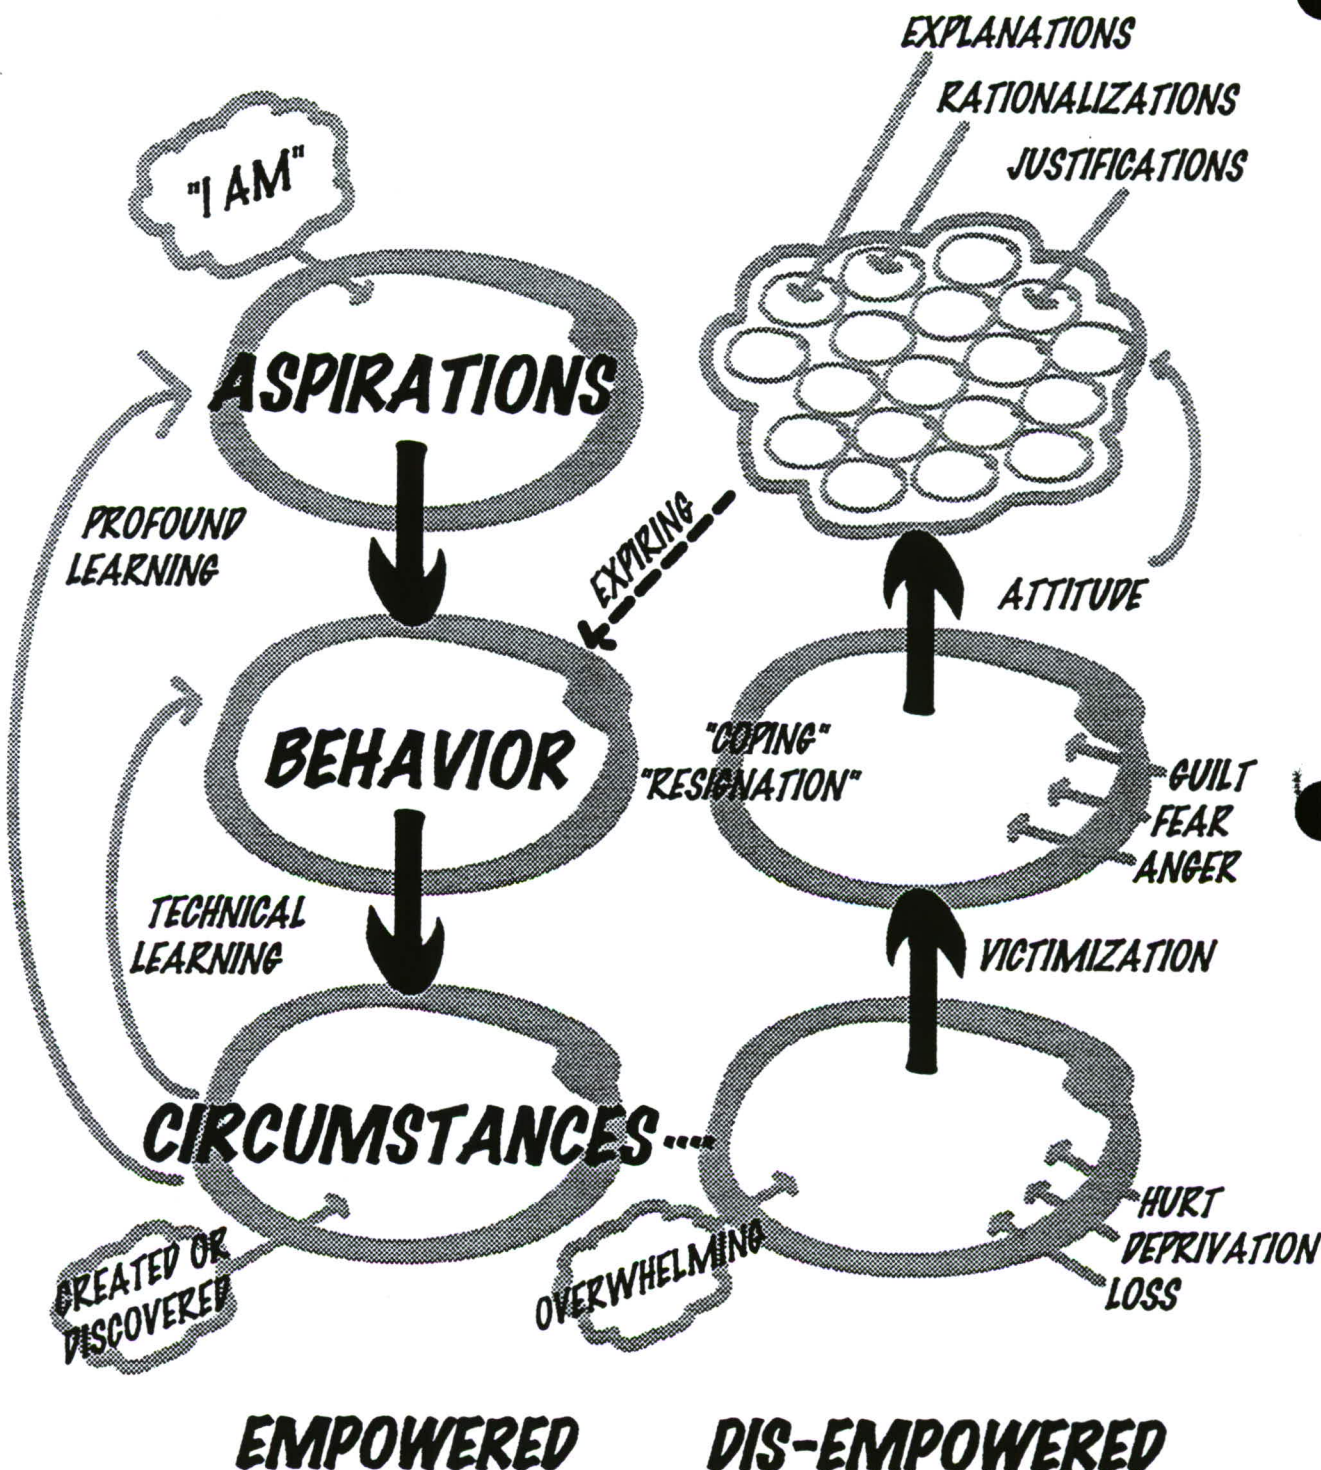 EXPLANATIONS
RATIONALIZATIONS
JUSTIFICATIONS
"I AM"
ASPIRATIONS
PROFOUND
LEARNING
EXPIRING
ATTITUDE
BEHAVIOR
"COPING"
"RESIGNATION"
GUILT
FEAR
ANGER
TECHNICAL
LEARNING
VICTIMIZATION
CIRCUMSTANCES ....
CREATED OR
DISCOVERED
OVERWHELMING
HURT
DEPRIVATION
LOSS
EMPOWERED
DIS-EMPOWERED